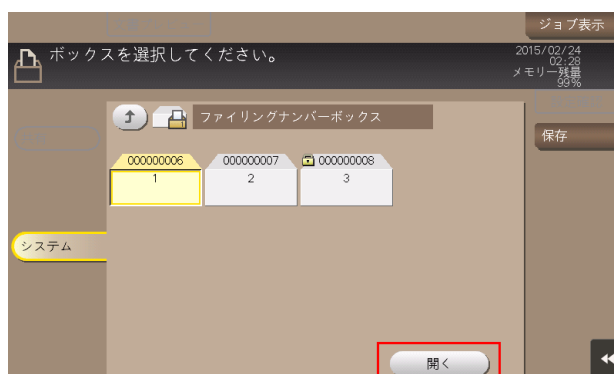 ジョブ表示
ボックスを選択してください。
2015/02/24
02:28
メモリー残量
99%
ファイリングナンバーボックス
保存
000000006
000000007
000000008
1
2
3
システム
開く